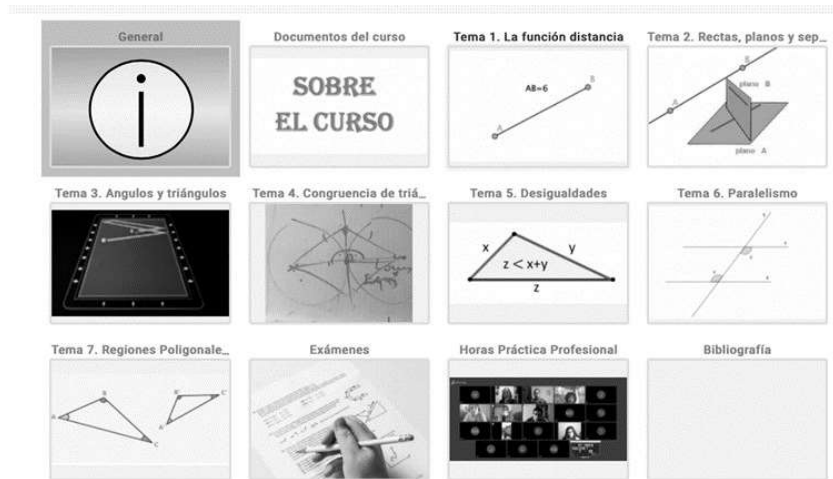 General
Documentos del curso
Tema 1. La función distancia
Tema 2. Rectas, planos y sep...
i
SOBRE
EL CURSO
AB=6
A
B
A
B
plano B
plano A
Tema 3. Angulos y triángulos
Tema 4. Congruencia de triá...
Tema 5. Desigualdades
Tema 6. Paralelismo
x
y
z < x+y
z
Tema 7. Regiones Poligonale...
Exámenes
Horas Práctica Profesional
Bibliografía
A
B
C
A'
B'
C'